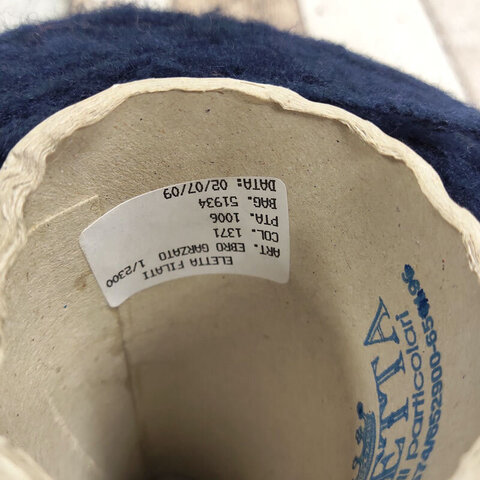 ELETTA FILATI
ART. EBRO GARZATO 1/2300
COL. 1371
PTA. 1006
BAG. 51934
DATA: 02/07/09
particolari